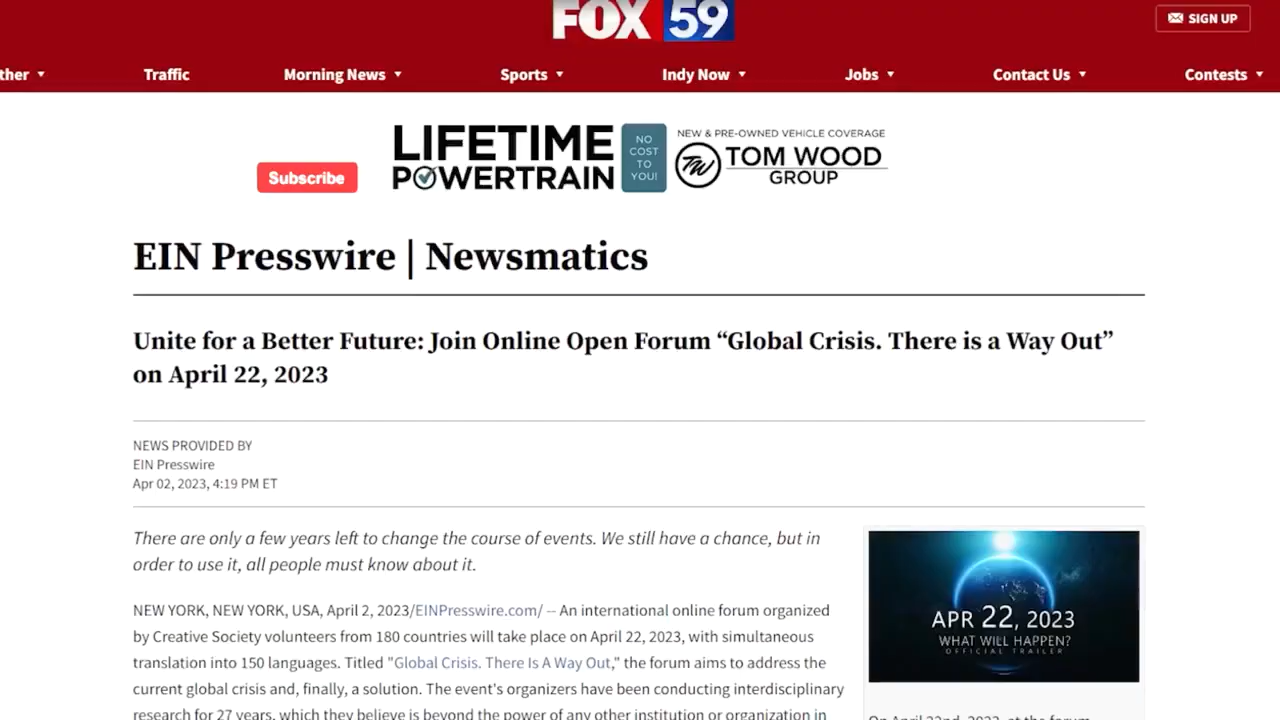 FOX 59
SIGN UP
ther
Traffic
Morning News
Sports
Indy Now
Jobs
Contact Us
Contests
Subscribe
LIFETIME
POWERTRAIN
NO
COST
TO
YOU!
NEW & PRE-OWNED VEHICLE COVERAGE
TW
TOM WOOD
GROUP
EIN Presswire | Newsmatics
Unite for a Better Future: Join Online Open Forum “Global Crisis. There is a Way Out”
on April 22, 2023
NEWS PROVIDED BY
EIN Presswire
Apr 02, 2023, 4:19 PM ET
There are only a few years left to change the course of events. We still have a chance, but in
order to use it, all people must know about it.
NEW YORK, NEW YORK, USA, April 2, 2023/EINPresswire.com/ -- An international online forum organized
by Creative Society volunteers from 180 countries will take place on April 22, 2023, with simultaneous
translation into 150 languages. Titled "Global Crisis. There Is A Way Out," the forum aims to address the
current global crisis and, finally, a solution. The event's organizers have been conducting interdisciplinary
research for 27 years, which they believe is beyond the power of any other institution or organization in
APR 22, 2023
WHAT WILL HAPPEN?
OFFICIAL TRAILER
On April 22nd, 2023, at the forum